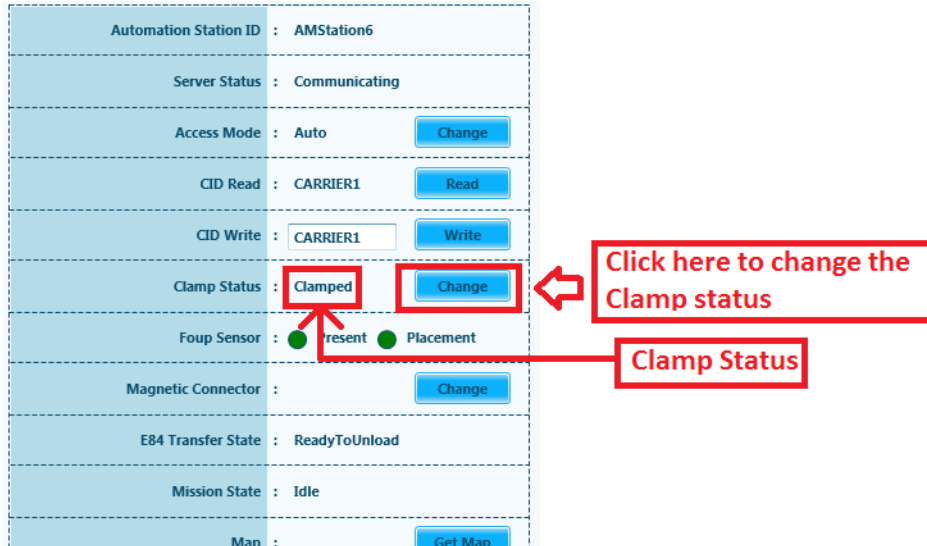 Automation Station ID : AMStation6
Server Status : Communicating
Access Mode : Auto Change
CID Read : CARRIER1 Read
CID Write : CARRIER1 Write
Clamp Status : Clamped Change
Click here to change the
Clamp status
Foup Sensor : Present Placement
Clamp Status
Magnetic Connector : Change
E84 Transfer State : ReadyToUnload
Mission State : Idle
Map : Get Map